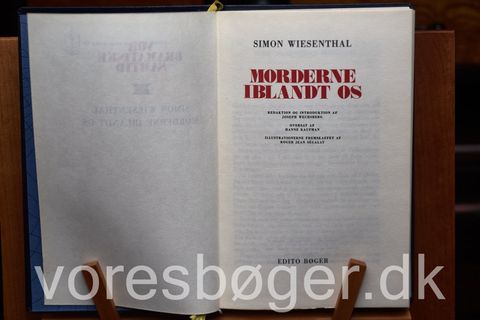 SIMON WIESENTHAL
MORDERNE
IBLANDT OS
REDAKTION OG INTRODUKTION AF
JOSEPH WECHSBERG
OVERSAT AF
HANNE KAUFMAN
ILLUSTRATIONERNE FREMSKAFFET AF
ROGER JEAN SÉGALAT
EDITO BØGER
voresbøger.dk